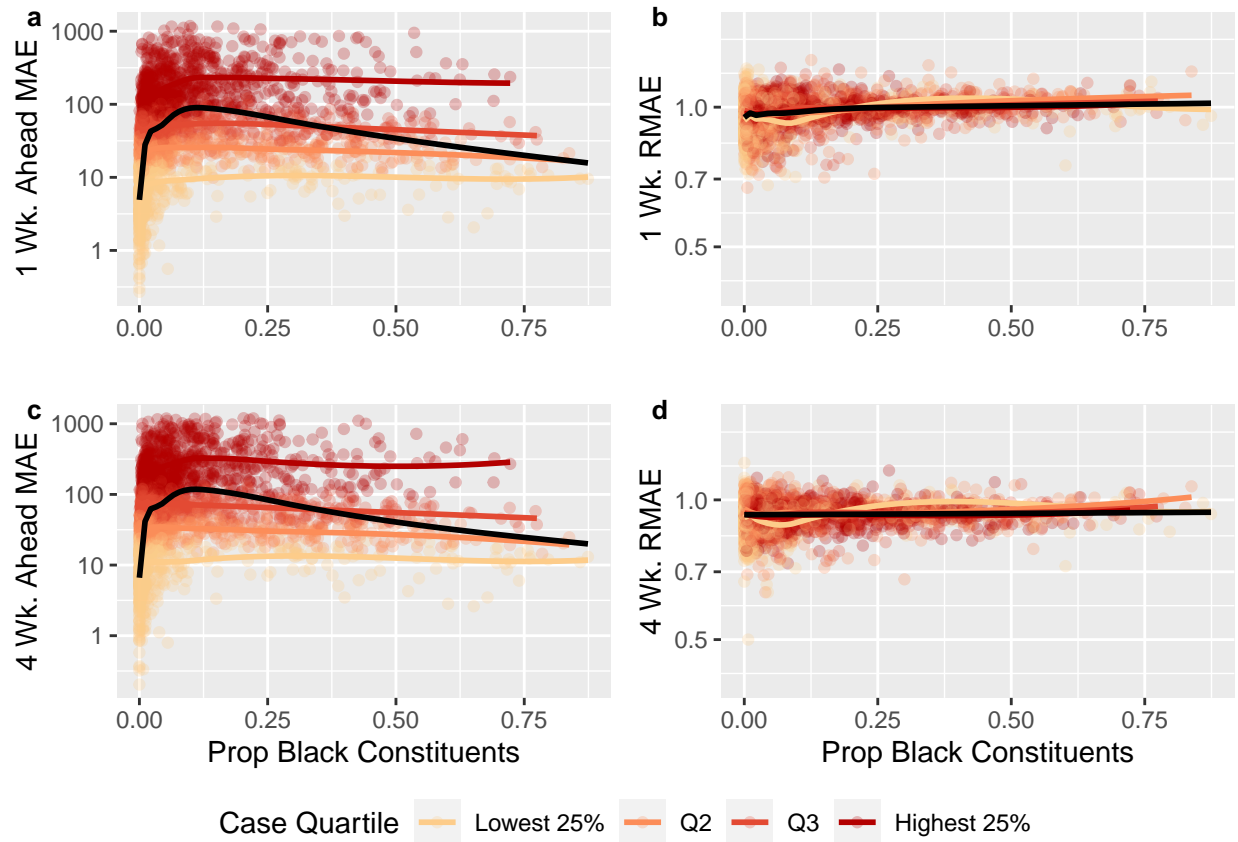 a
b
1 Wk. Ahead MAE
1000
100
10
1
0.00 0.25 0.50 0.75
1 Wk. RMAE
1.0
0.7
0.5
0.00 0.25 0.50 0.75
c
d
4 Wk. Ahead MAE
1000
100
10
1
0.00 0.25 0.50 0.75
Prop Black Constituents
4 Wk. RMAE
1.0
0.7
0.5
0.00 0.25 0.50 0.75
Prop Black Constituents
Case Quartile Lowest 25% Q2 Q3 Highest 25%